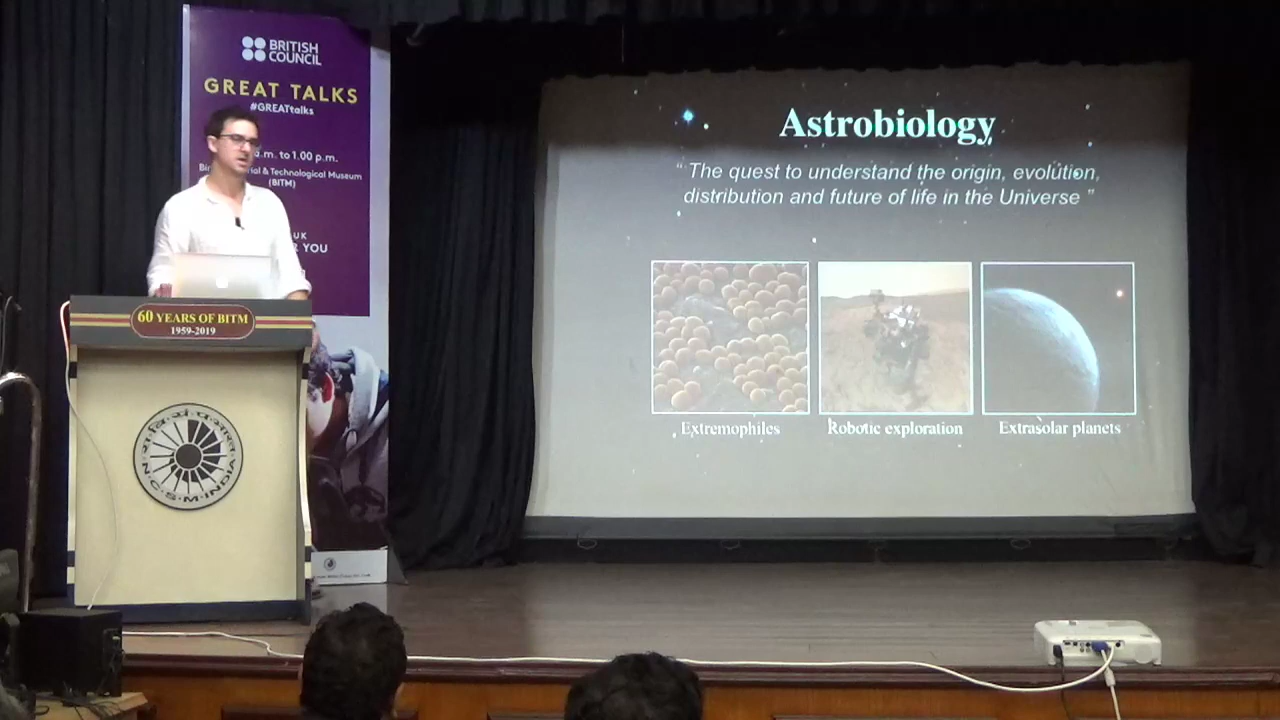 BRITISH
COUNCIL
GREAT TALKS
#GREATtalks
a.m. to 1.00 p.m.
& Technological Museum
(BITM)
UK
YOU
60 YEARS OF BITM
1959-2019
N·C·S·M·INDIA
Astrobiology
“ The quest to understand the origin, evolution,
distribution and future of life in the Universe ”
Extremophiles
Robotic exploration
Extrasolar planets